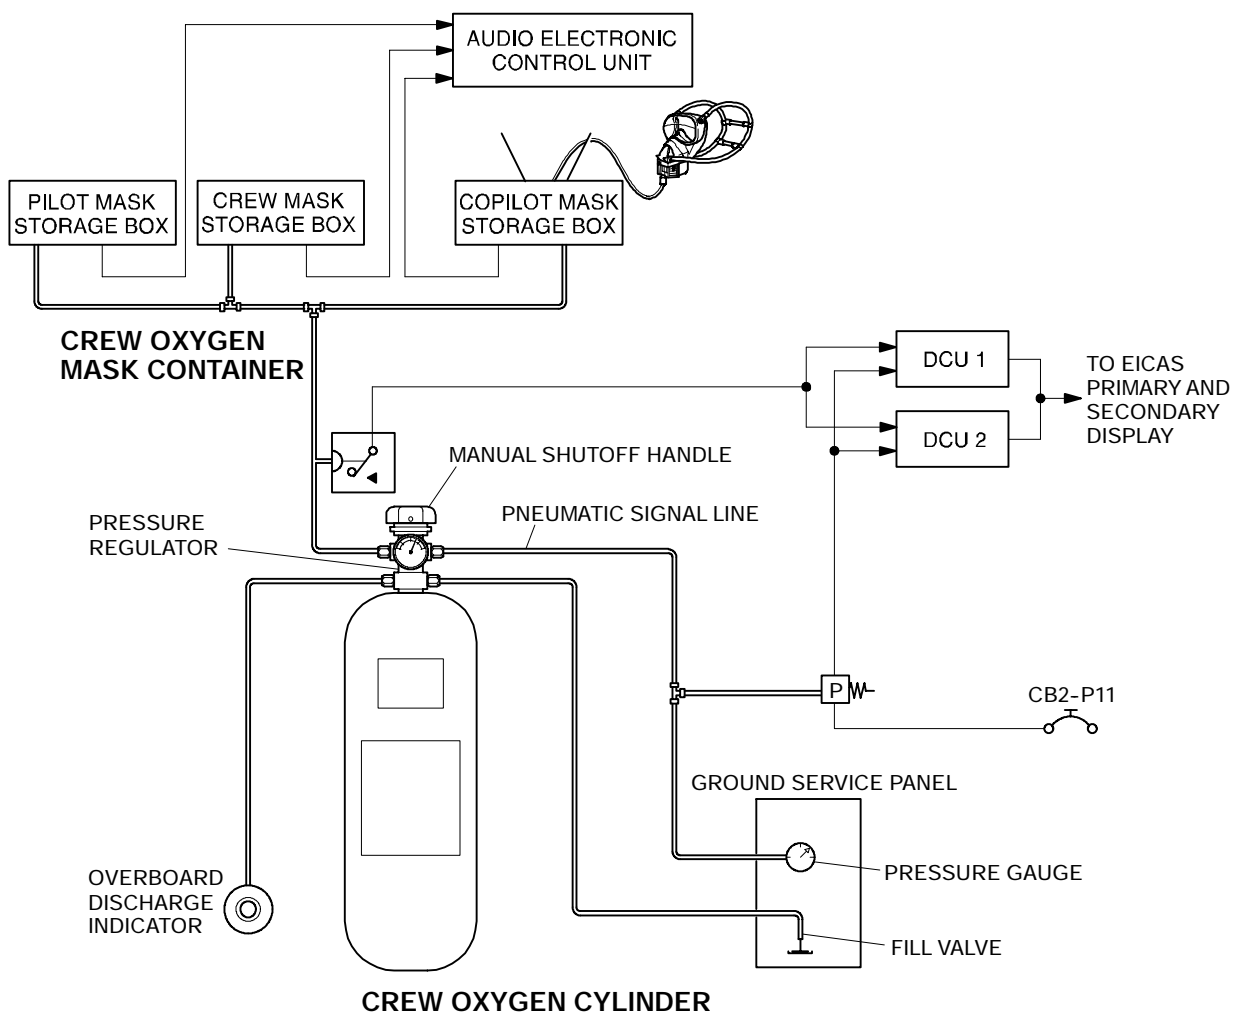 AUDIO ELECTRONIC
CONTROL UNIT
PILOT MASK
STORAGE BOX
CREW MASK
STORAGE BOX
COPILOT MASK
STORAGE BOX
CREW OXYGEN
MASK CONTAINER
DCU 1
DCU 2
TO EICAS
PRIMARY AND
SECONDARY
DISPLAY
MANUAL SHUTOFF HANDLE
PRESSURE
REGULATOR
PNEUMATIC SIGNAL LINE
P
CB2-P11
GROUND SERVICE PANEL
PRESSURE GAUGE
OVERBOARD
DISCHARGE
INDICATOR
FILL VALVE
CREW OXYGEN CYLINDER